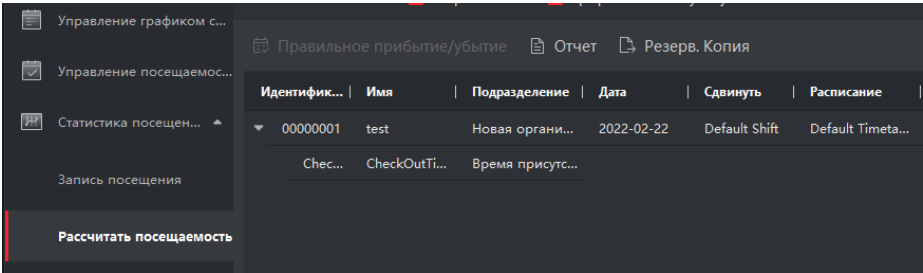 Управление графиком с...
Правильное прибытие/убытие Отчет Резерв. Копия
Управление посещаемос...
Идентифик... Имя Подразделение Дата Сдвинуть Расписание
Статистика посещен...
00000001 test Новая органи... 2022-02-22 Default Shift Default Timeta...
Chec... CheckOutTi... Время присутс...
Запись посещения
Рассчитать посещаемость